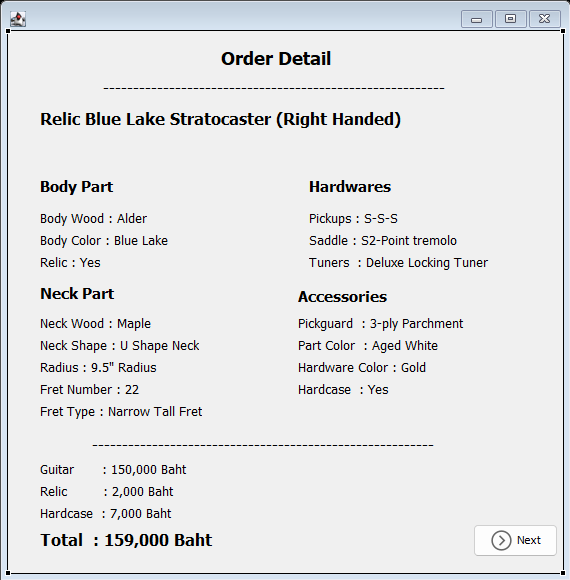 Order Detail
---------------------------------------------------------
Relic Blue Lake Stratocaster (Right Handed)
Body Part
Body Wood : Alder
Body Color : Blue Lake
Relic : Yes
Hardwares
Pickups : S-S-S
Saddle : S2-Point tremolo
Tuners : Deluxe Locking Tuner
Neck Part
Neck Wood : Maple
Neck Shape : U Shape Neck
Radius : 9.5" Radius
Fret Number : 22
Fret Type : Narrow Tall Fret
Accessories
Pickguard : 3-ply Parchment
Part Color : Aged White
Hardware Color : Gold
Hardcase : Yes
---------------------------------------------------------
Guitar : 150,000 Baht
Relic : 2,000 Baht
Hardcase : 7,000 Baht
Total : 159,000 Baht
Next